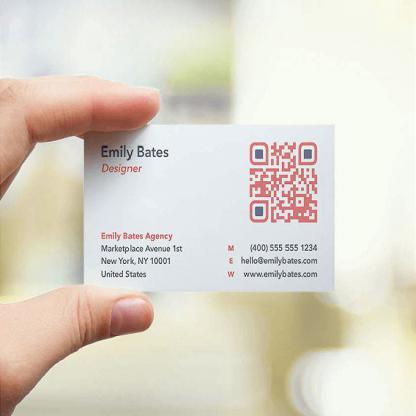 Emily Bates
Designer
Emily Bates Agency
Marketplace Avenue 1st
New York, NY 10001
United States
M (400) 555 555 1234
E hello@emilybates.com
W www.emilybates.com